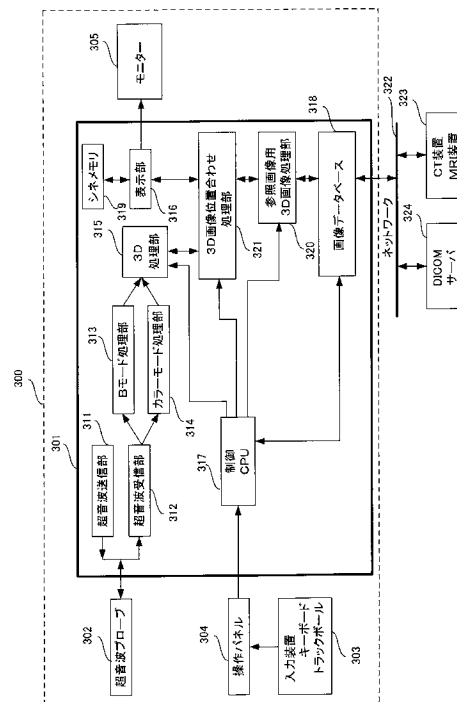 300
301
302
超音波プローブ
311
超音波送信部
超音波受信部
312
313
Bモード処理部
カラーモード処理部
314
315
3D
処理部
シネメモリ
319
表示部
316
モニター
305
3D画像位置合わせ
処理部
321
参照画像用
3D画像処理部
320
318
画像データベース
制御
CPU
317
操作パネル
304
入力装置
キーボード
トラックボール
303
ネットワーク
322
CT装置
MRI装置
323
DICOM
サーバ
324